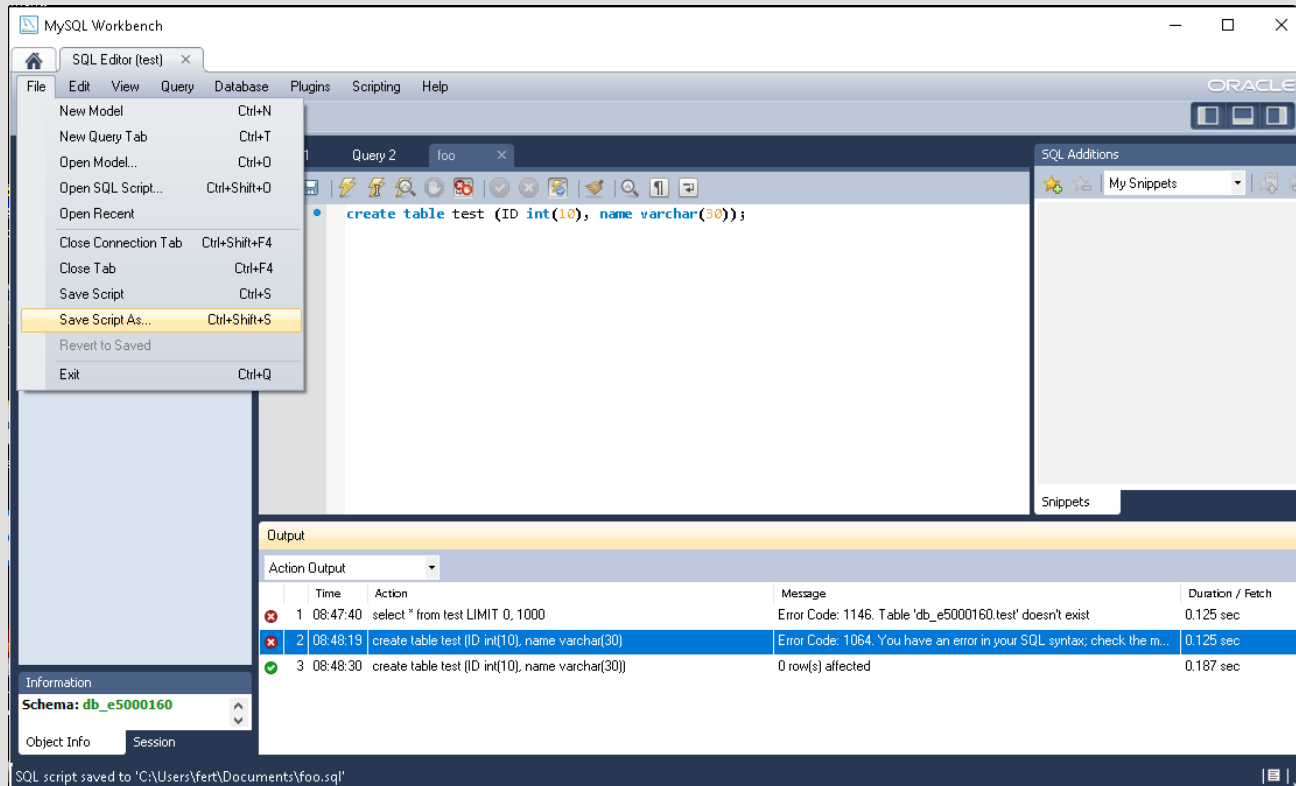 MySQL Workbench
SQL Editor (test)
File Edit View Query Database Plugins Scripting Help
ORACLE
New Model Ctrl+N
New Query Tab Ctrl+T
Open Model... Ctrl+O
Open SQL Script... Ctrl+Shift+O
Open Recent
Close Connection Tab Ctrl+Shift+F4
Close Tab Ctrl+F4
Save Script Ctrl+S
Save Script As... Ctrl+Shift+S
Revert to Saved
Exit Ctrl+Q
1 Query 2 foo
create table test (ID int(10), name varchar(30));
SQL Additions
My Snippets
Snippets
Output
Action Output
Time Action Message Duration / Fetch
1 08:47:40 select * from test LIMIT 0, 1000 Error Code: 1146. Table 'db_e5000160.test' doesn't exist 0.125 sec
2 08:48:19 create table test (ID int(10), name varchar(30) Error Code: 1064. You have an error in your SQL syntax; check the m... 0.125 sec
3 08:48:30 create table test (ID int(10), name varchar(30)) 0 row(s) affected 0.187 sec
Information
Schema: db_e5000160
Object Info Session
SQL script saved to 'C:\Users\fert\Documents\foo.sql'